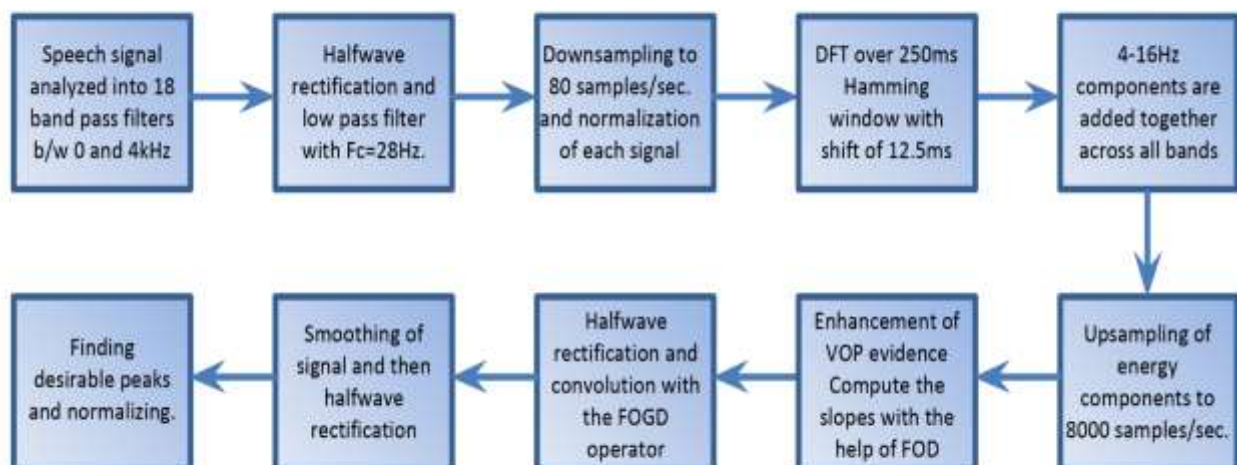 Speech signal
analyzed into 18
band pass filters
b/w 0 and 4kHz
Halfwave
rectification and
low pass filter
with Fc=28Hz.
Downsampling to
80 samples/sec.
and normalization
of each signal
DFT over 250ms
Hamming
window with
shift of 12.5ms
4-16Hz
components are
added together
across all bands
Upsampling of
energy
components to
8000 samples/sec.
Enhancement of
VOP evidence
Compute the
slopes with the
help of FOD
Halfwave
rectification and
convolution with
the FOGD
operator
Smoothing of
signal and then
halfwave
rectification
Finding
desirable peaks
and normalizing.